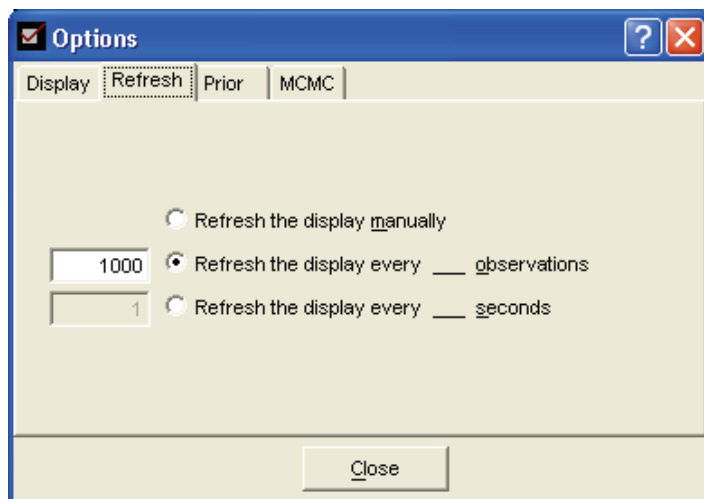 Options
Display Refresh Prior MCMC
Refresh the display manually
1000 Refresh the display every ___ observations
1 Refresh the display every ___ seconds
Close